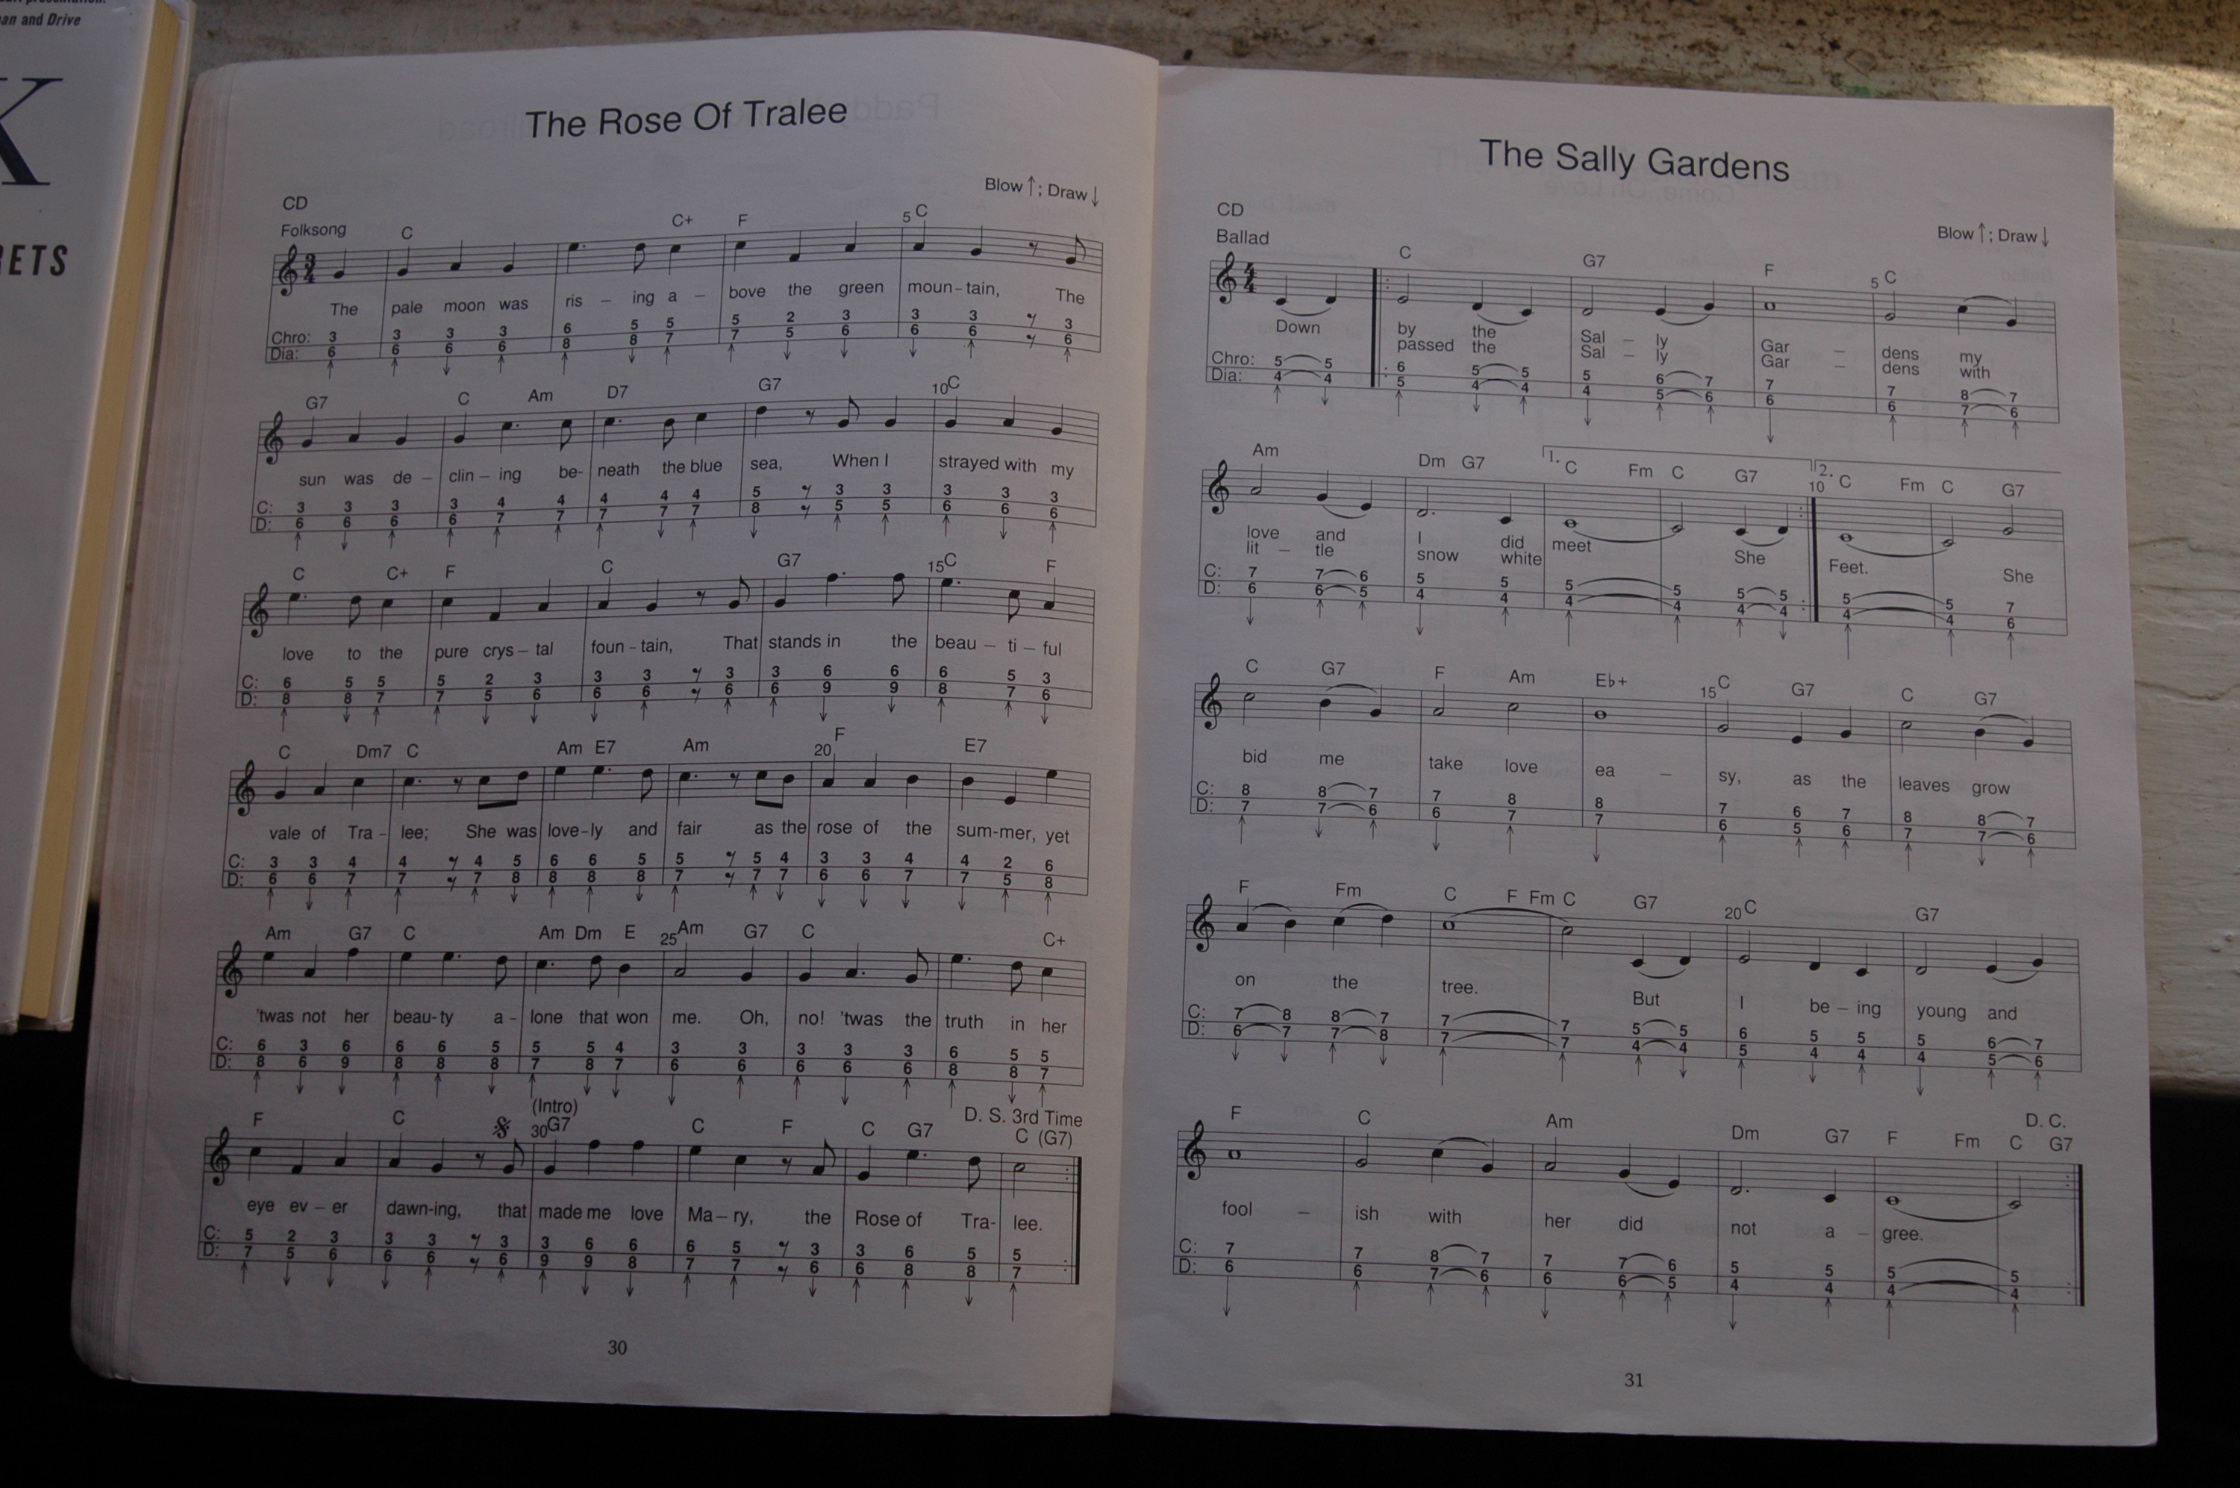 an and Drive
K
ETS
The Rose Of Tralee
Blow ↑; Draw ↓
CD
Folksong
C C+ F 5 C
3 4
The pale moon was ris – ing a – bove the green moun – tain, The
Chro: 3 3 3 3 6 5 5 5 2 3 3 3 3
Dia: 6 6 6 6 8 8 7 7 5 6 6 6 6
G7 C Am D7 G7 10 C
sun was de – clin – ing be- neath the blue sea, When I strayed with my
C: 3 3 3 3 4 4 4 4 4 5 3 3 3 3 3
D: 6 6 6 6 7 7 7 7 7 8 5 5 6 6 6
C C+ F C G7 15 C F
love to the pure crys – tal foun – tain, That stands in the beau – ti – ful
C: 6 5 5 5 2 3 3 3 3 3 6 6 6 5 3
D: 8 8 7 7 5 6 6 6 6 6 9 9 8 7 6
C Dm7 C Am E7 Am 20 F E7
vale of Tra – lee; She was love – ly and fair as the rose of the sum-mer, yet
C: 3 3 4 4 4 5 6 6 5 5 5 4 3 3 4 4 2 6
D: 6 6 7 7 7 8 8 8 8 7 7 7 6 6 7 7 5 8
Am G7 C Am Dm E 25 Am G7 C C+
'twas not her beau-ty a – lone that won me. Oh, no! 'twas the truth in her
C: 6 3 6 6 6 5 5 5 4 3 3 3 3 3 6 5 5
D: 8 6 9 8 8 8 7 8 7 6 6 6 6 6 8 8 7
(Intro) D. S. 3rd Time
F C 30 G7 C F C G7 C (G7)
eye ev – er dawn-ing, that made me love Ma – ry, the Rose of Tra- lee.
C: 5 2 3 3 3 3 3 6 6 6 5 3 3 6 5 5
D: 7 5 6 6 6 6 9 9 8 7 7 6 6 8 8 7
30
The Sally Gardens
CD
Ballad
Blow ↑; Draw ↓
C G7 F 5 C
4 4
Down by the Sal – ly Gar – dens my
passed the Sal – ly Gar – dens with
Chro: 5 5 6 5 5 5 6 7 7 7 8 7
Dia: 4 4 5 4 4 4 5 6 6 6 7 6
Am Dm G7 1. C Fm C G7 2. 10 C Fm C G7
love and I did meet She Feet. She
lit – tle snow white
C: 7 7 6 5 5 5 5 5 5 5 5 7
D: 6 6 5 4 4 4 4 4 4 4 4 6
C G7 F Am E♭+ 15 C G7 C G7
bid me take love ea – sy, as the leaves grow
C: 8 8 7 7 8 8 7 6 7 8 8 7
D: 7 7 6 6 7 7 6 5 6 7 7 6
F Fm C F Fm C G7 20 C G7
on the tree. But I be – ing young and
C: 7 8 8 7 7 7 5 5 6 5 5 5 6 7
D: 6 7 7 8 7 7 4 4 5 4 4 4 5 6
D. C.
F C Am Dm G7 F Fm C G7
fool – ish with her did not a – gree.
C: 7 7 8 7 7 7 6 5 5 5 5
D: 6 6 7 6 6 6 5 4 4 4 4
31